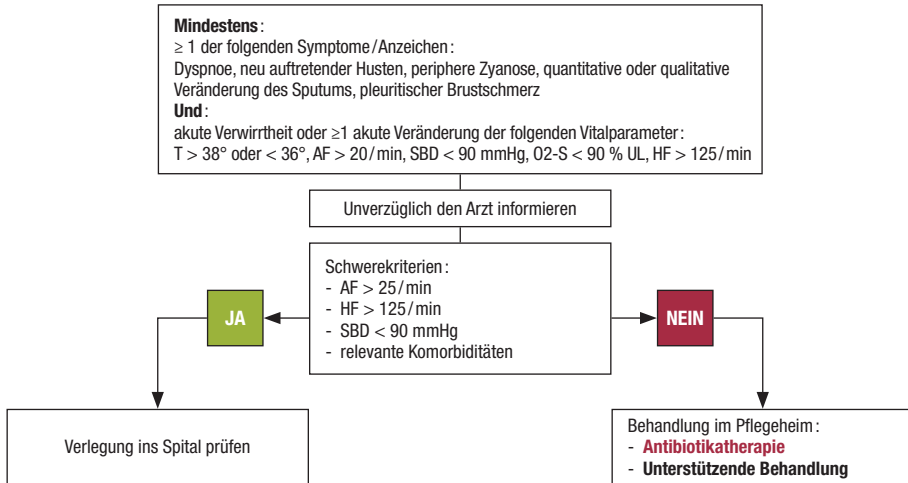 Mindestens:
≥ 1 der folgenden Symptome/Anzeichen:
Dyspnoe, neu auftretender Husten, periphere Zyanose, quantitative oder qualitative
Veränderung des Sputums, pleuritischer Brustschmerz
Und:
akute Verwirrtheit oder ≥1 akute Veränderung der folgenden Vitalparameter:
T > 38° oder < 36°, AF > 20/min, SBD < 90 mmHg, O2-S < 90 % UL, HF > 125/min
Unverzüglich den Arzt informieren
Schwerekriterien:
- AF > 25/min
- HF > 125/min
- SBD < 90 mmHg
- relevante Komorbiditäten
JA
NEIN
Verlegung ins Spital prüfen
Behandlung im Pflegeheim:
- Antibiotikatherapie
- Unterstützende Behandlung